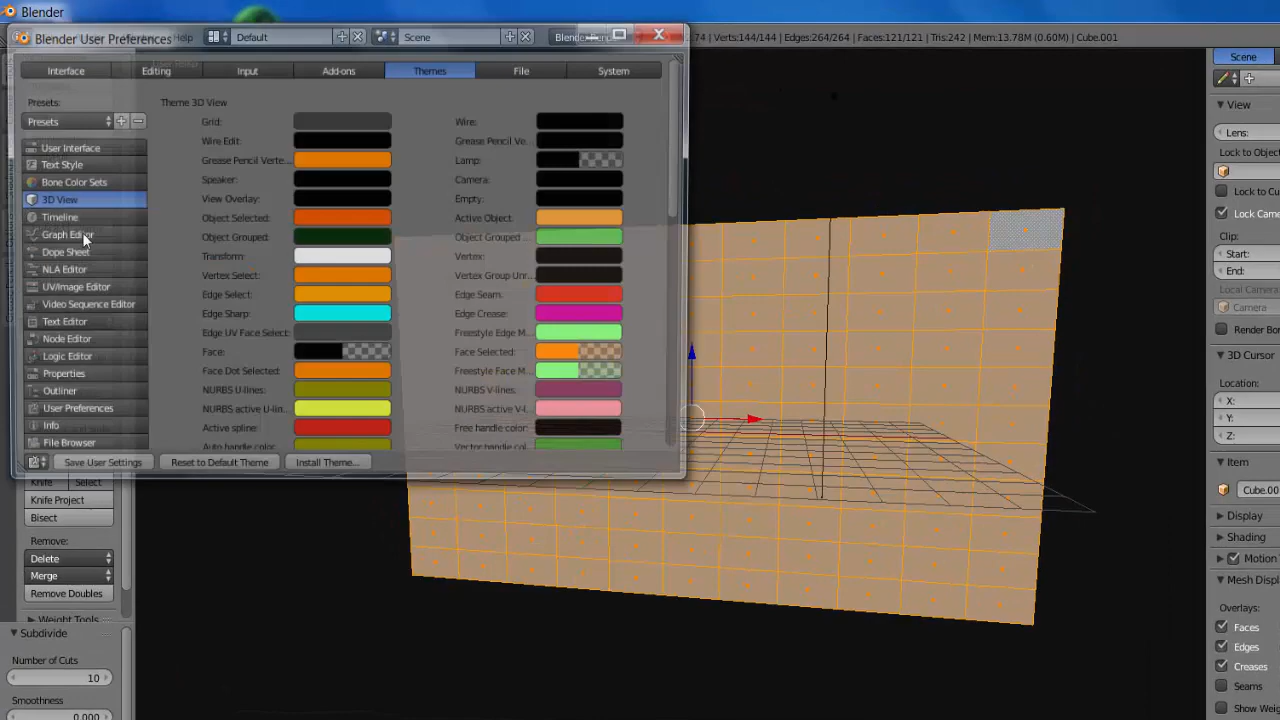 Blender
Blender User Preferences
Help
Default
Scene
74 | Verts:144/144 | Edges:264/264 | Faces:121/121 | Tris:242 | Mem:13.78M (0.60M) | Cube.001
Interface
Editing
Input
Add-ons
Themes
File
System
Presets:
Presets
User Interface
Text Style
Bone Color Sets
3D View
Timeline
Graph Editor
Dope Sheet
NLA Editor
UV/Image Editor
Video Sequence Editor
Text Editor
Node Editor
Logic Editor
Properties
Outliner
User Preferences
Info
File Browser
Theme 3D View
Grid:
Wire:
Wire Edit:
Grease Pencil Ve...
Grease Pencil Verte...
Lamp:
Speaker:
Camera:
View Overlay:
Empty:
Object Selected:
Active Object:
Object Grouped:
Object Grouped ...
Transform:
Vertex:
Vertex Select:
Vertex Group Unr...
Edge Select:
Edge Seam:
Edge Sharp:
Edge Crease:
Edge UV Face Select:
Freestyle Edge M...
Face:
Face Selected:
Face Dot Selected:
Freestyle Face M...
NURBS U-lines:
NURBS V-lines:
NURBS active U-lin...
NURBS active V-l...
Active spline:
Free handle color:
Auto handle color:
Vector handle col...
Save User Settings
Reset to Default Theme
Install Theme...
Knife
Select
Knife Project
Bisect
Remove:
Delete
Merge
Remove Doubles
Weight Tools
Subdivide
Number of Cuts
10
Smoothness
0.000
Scene
View
Lens:
Lock to Object
Lock to Cu
Lock Came
Clip:
Start:
End:
Local Camera
Camera
Render Bor
3D Cursor
Location:
X:
Y:
Z:
Item
Cube.00
Display
Shading
Motion
Mesh Displ
Overlays:
Faces
Edges
Creases
Seams
Show Weig